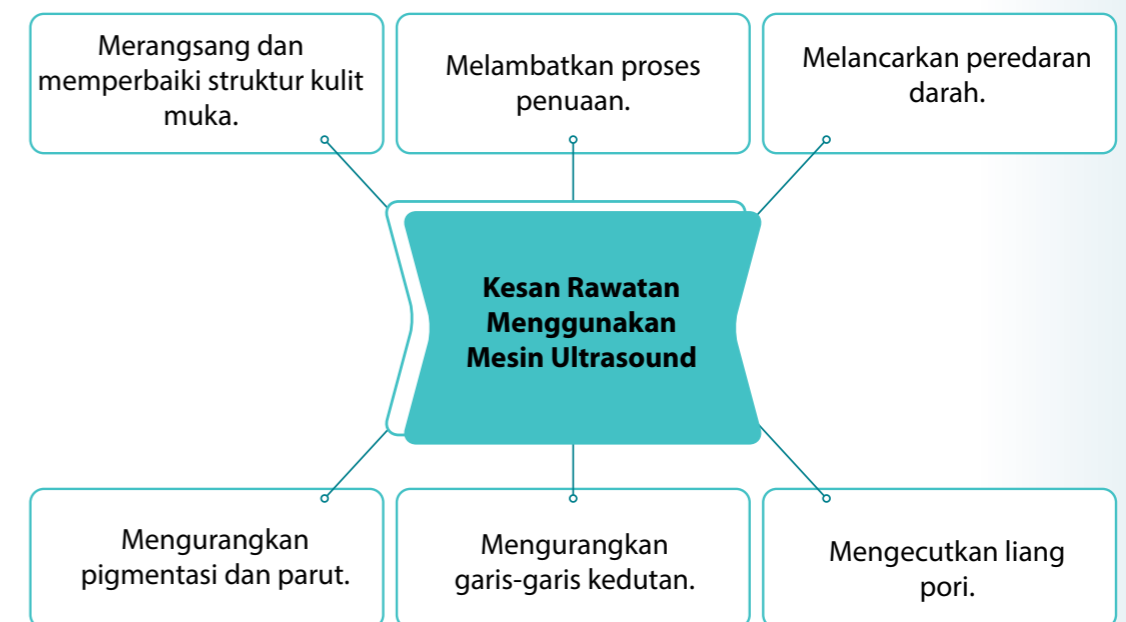 Merangsang dan
memperbaiki struktur kulit
muka.
Melambatkan proses
penuaan.
Melancarkan peredaran
darah.
Kesan Rawatan
Menggunakan
Mesin Ultrasound
Mengurangkan
pigmentasi dan parut.
Mengurangkan
garis-garis kedutan.
Mengecutkan liang
pori.